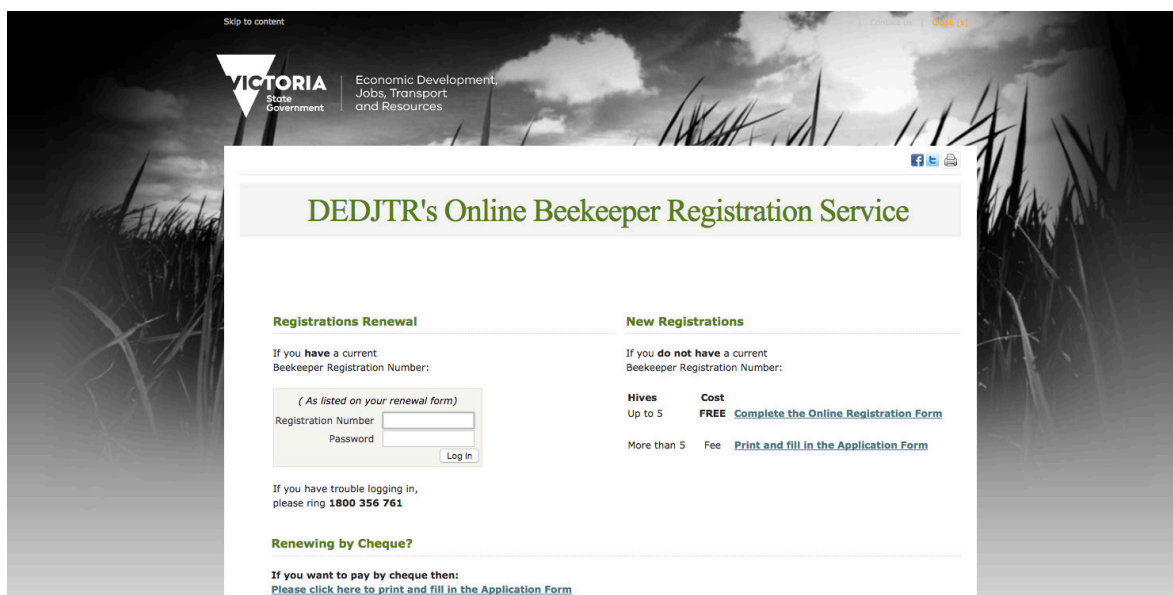 Skip to content
Contact us | Close [x]
VICTORIA
State
Government
Economic Development,
Jobs, Transport
and Resources
DEDJTR's Online Beekeeper Registration Service
Registrations Renewal
If you have a current
Beekeeper Registration Number:
( As listed on your renewal form)
Registration Number
Password
Log In
If you have trouble logging in,
please ring 1800 356 761
New Registrations
If you do not have a current
Beekeeper Registration Number:
Hives Cost
Up to 5 FREE Complete the Online Registration Form
More than 5 Fee Print and fill in the Application Form
Renewing by Cheque?
If you want to pay by cheque then:
Please click here to print and fill in the Application Form